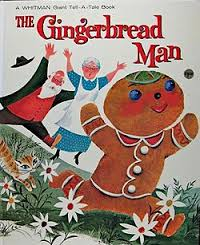 A WHITMAN Giant Tell-A-Tale Book
THE Gingerbread
Man